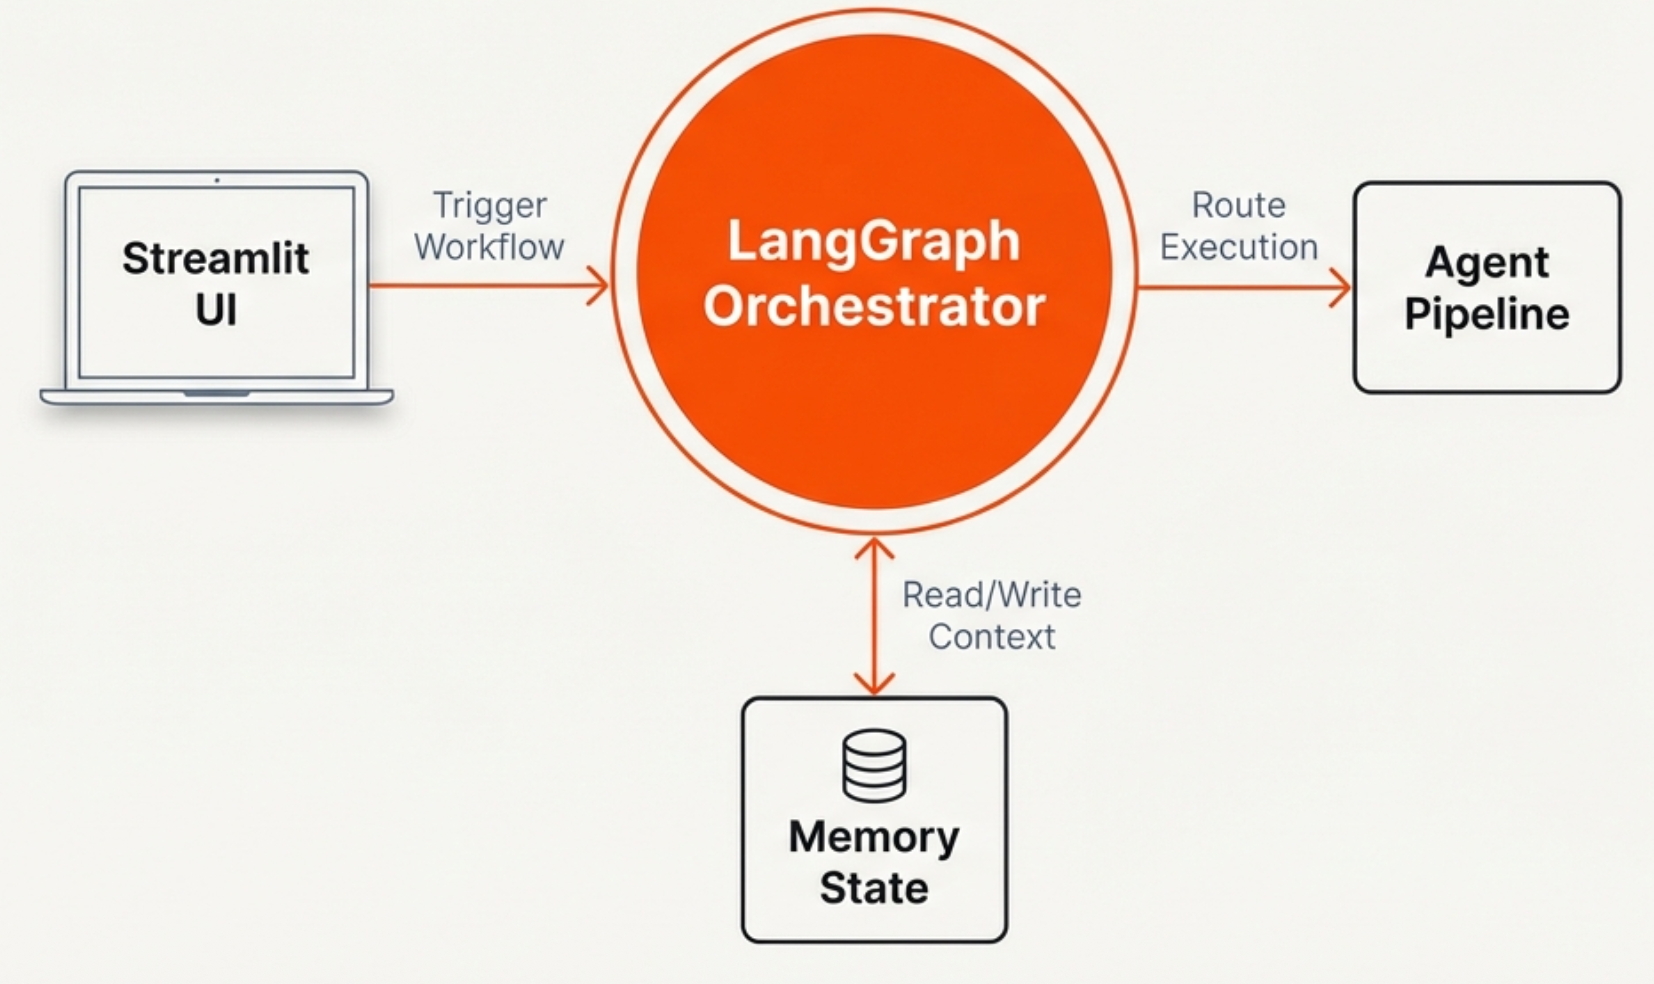 Streamlit
UI
Trigger
Workflow
LangGraph
Orchestrator
Route
Execution
Agent
Pipeline
Read/Write
Context
Memory
State